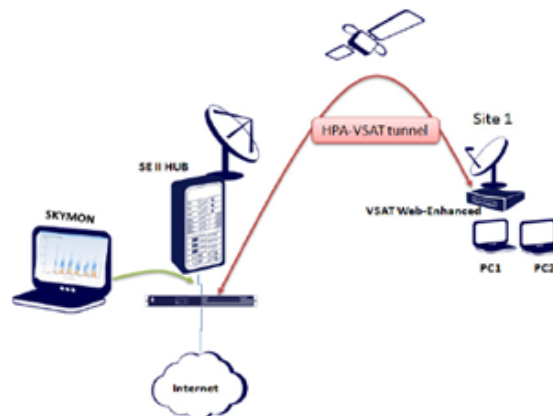 Site 1
HPA-VSAT tunnel
SE II HUB
VSAT Web-Enhanced
SKYMON
PC1
PC2
Internet